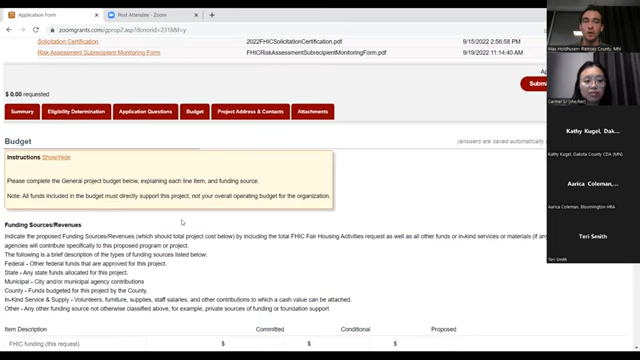 Application Form
Post Attendee - Zoom
zoomgrants.com/gprop2.asp?donorid=2318&l=y
Solicitation Certification
2022FHICSolicitationCertification.pdf
9/15/2022 2:56:58 PM
Risk Assessment Subrecipient Monitoring Form
FHICRiskAssessmentSubrecipientMonitoringForm.pdf
9/19/2022 11:14:40 AM
$ 0.00 requested
Submi
Summary
Eligibility Determination
Application Questions
Budget
Project Address & Contacts
Attachments
Budget
(answers are saved automatically
Instructions Show/Hide
Please complete the General project budget below, explaining each line item, and funding source.
Note: All funds included in the budget must directly support this project, not your overall operating budget for the organization.
Funding Sources/Revenues
Indicate the proposed Funding Sources/Revenues (which should total project cost below) by including the total FHIC Fair Housing Activities request as well as all other funds or in-kind services or materials (if any
agencies will contribute specifically to this proposed program or project.
The following is a brief description of the types of funding sources listed below:
Federal - Other federal funds that are approved for this project.
State - Any state funds allocated for this project.
Municipal - City and/or municipal agency contributions
County - Funds budgeted for this project by the County.
In-Kind Service & Supply - Volunteers, furniture, supplies, staff salaries, and other contributions to which a cash value can be attached.
Other - Any other funding source not otherwise classified above, for example, private sources of funding or foundation support
Item Description
Committed
Conditional
Proposed
FHIC funding (this request)
$
$
$
Max Holdhusen- Ramsey County, MN
Carmel Si (she/her)
Kathy Kugel, Dak...
Kathy Kugel, Dakota County CDA (MN)
Aarica Coleman,...
Aarica Coleman, Bloomington HRA
Teri Smith
Teri Smith